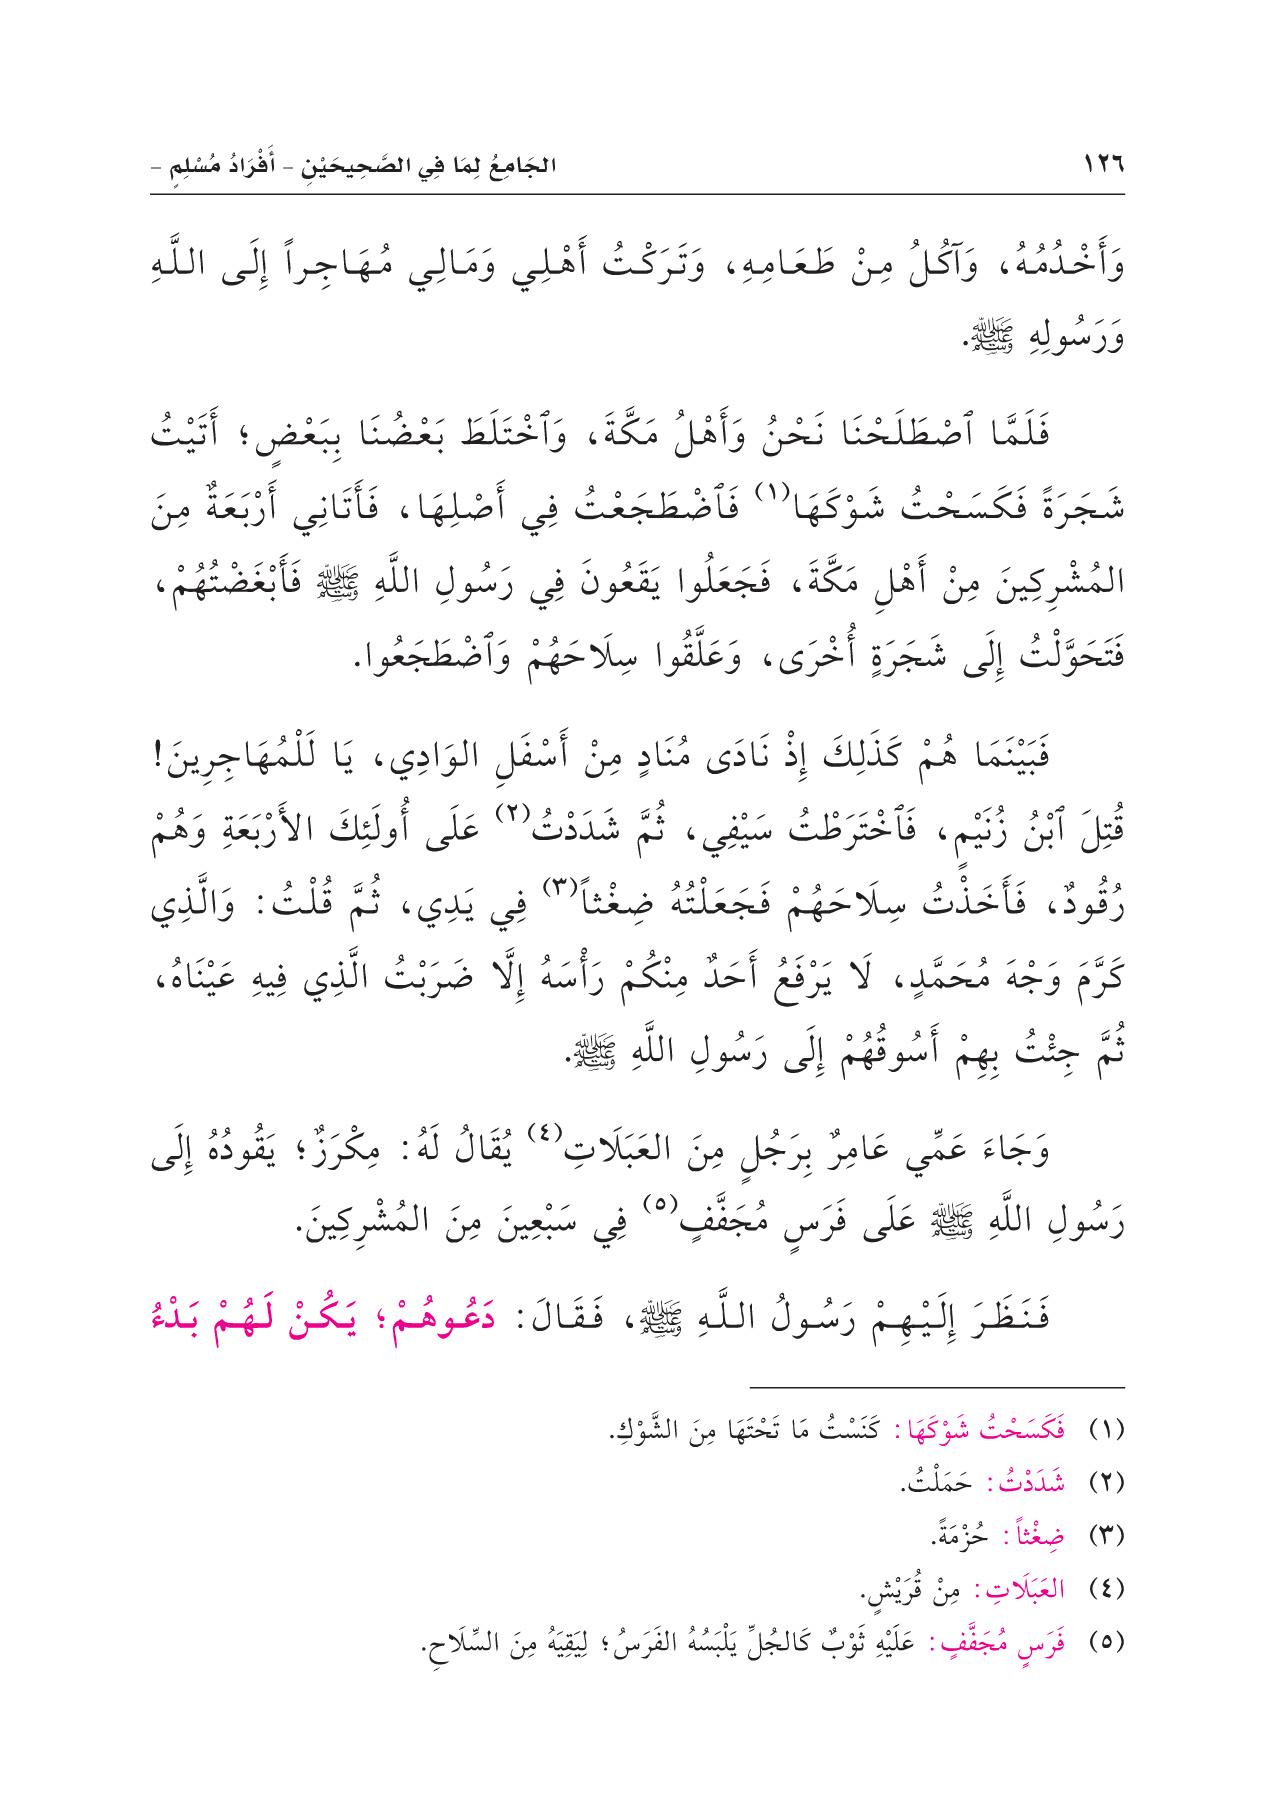 ١٢٦ الجَامِعُ لِمَا فِي الصَّحِيحَيْنِ – أَفْرَادُ مُسْلِمٍ –
وَأَخْدُمُهُ، وَآكُلُ مِنْ طَعَامِهِ، وَتَرَكْتُ أَهْلِي وَمَالِي مُهَاجِراً إِلَى اللَّهِ
وَرَسُولِهِ ﷺ.
فَلَمَّا ٱصْطَلَحْنَا نَحْنُ وَأَهْلُ مَكَّةَ، وَٱخْتَلَطَ بَعْضُنَا بِبَعْضٍ؛ أَتَيْتُ
شَجَرَةً فَكَسَحْتُ شَوْكَهَا(١) فَٱضْطَجَعْتُ فِي أَصْلِهَا، فَأَتَانِي أَرْبَعَةٌ مِنَ
المُشْرِكِينَ مِنْ أَهْلِ مَكَّةَ، فَجَعَلُوا يَقَعُونَ فِي رَسُولِ اللَّهِ ﷺ فَأَبْغَضْتُهُمْ،
فَتَحَوَّلْتُ إِلَى شَجَرَةٍ أُخْرَى، وَعَلَّقُوا سِلَاحَهُمْ وَٱضْطَجَعُوا.
فَبَيْنَمَا هُمْ كَذَلِكَ إِذْ نَادَى مُنَادٍ مِنْ أَسْفَلِ الوَادِي، يَا لَلْمُهَاجِرِينَ!
قُتِلَ ٱبْنُ زُنَيْمٍ، فَٱخْتَرَطْتُ سَيْفِي، ثُمَّ شَدَدْتُ(٢) عَلَى أُولَئِكَ الأَرْبَعَةِ وَهُمْ
رُقُودٌ، فَأَخَذْتُ سِلَاحَهُمْ فَجَعَلْتُهُ ضِغْثاً(٣) فِي يَدِي، ثُمَّ قُلْتُ: وَالَّذِي
كَرَّمَ وَجْهَ مُحَمَّدٍ، لَا يَرْفَعُ أَحَدٌ مِنْكُمْ رَأْسَهُ إِلَّا ضَرَبْتُ الَّذِي فِيهِ عَيْنَاهُ،
ثُمَّ جِئْتُ بِهِمْ أَسُوقُهُمْ إِلَى رَسُولِ اللَّهِ ﷺ.
وَجَاءَ عَمِّي عَامِرٌ بِرَجُلٍ مِنَ العَبَلَاتِ(٤) يُقَالُ لَهُ: مِكْرَزٌ؛ يَقُودُهُ إِلَى
رَسُولِ اللَّهِ ﷺ عَلَى فَرَسٍ مُجَفَّفٍ(٥) فِي سَبْعِينَ مِنَ المُشْرِكِينَ.
فَنَظَرَ إِلَيْهِمْ رَسُولُ اللَّهِ ﷺ، فَقَالَ: دَعُوهُمْ؛ يَكُنْ لَهُمْ بَدْءُ
(١) فَكَسَحْتُ شَوْكَهَا: كَنَسْتُ مَا تَحْتَهَا مِنَ الشَّوْكِ.
(٢) شَدَدْتُ: حَمَلْتُ.
(٣) ضِغْثاً: حُزْمَةً.
(٤) العَبَلَاتِ: مِنْ قُرَيْشٍ.
(٥) فَرَسٍ مُجَفَّفٍ: عَلَيْهِ ثَوْبٌ كَالجُلِّ يَلْبَسُهُ الفَرَسُ؛ لِيَقِيَهُ مِنَ السِّلَاحِ.